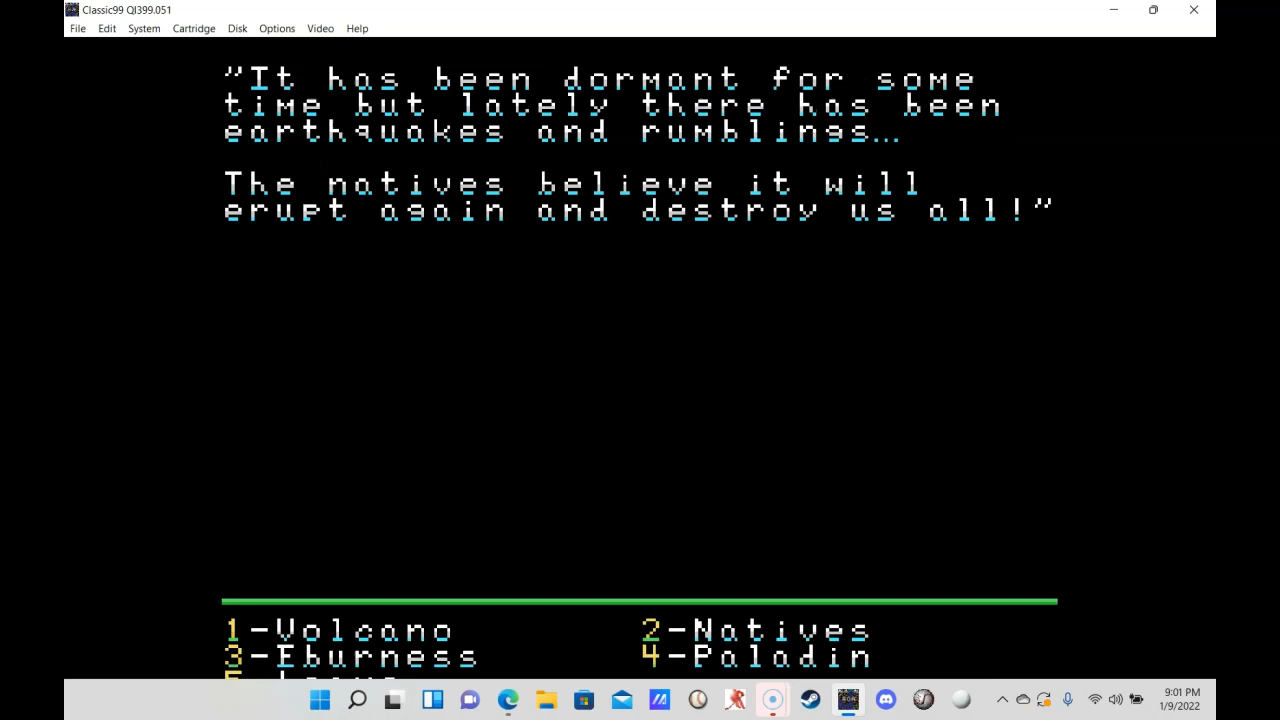 Classic99 QI399.051
File Edit System Cartridge Disk Options Video Help
"It has been dormant for some
time but lately there has been
earthquakes and rumblings...
The natives believe it will
erupt again and destroy us all!"
1-Volcano 2-Natives
3-Eburness 4-Paladin
9:01 PM
1/9/2022